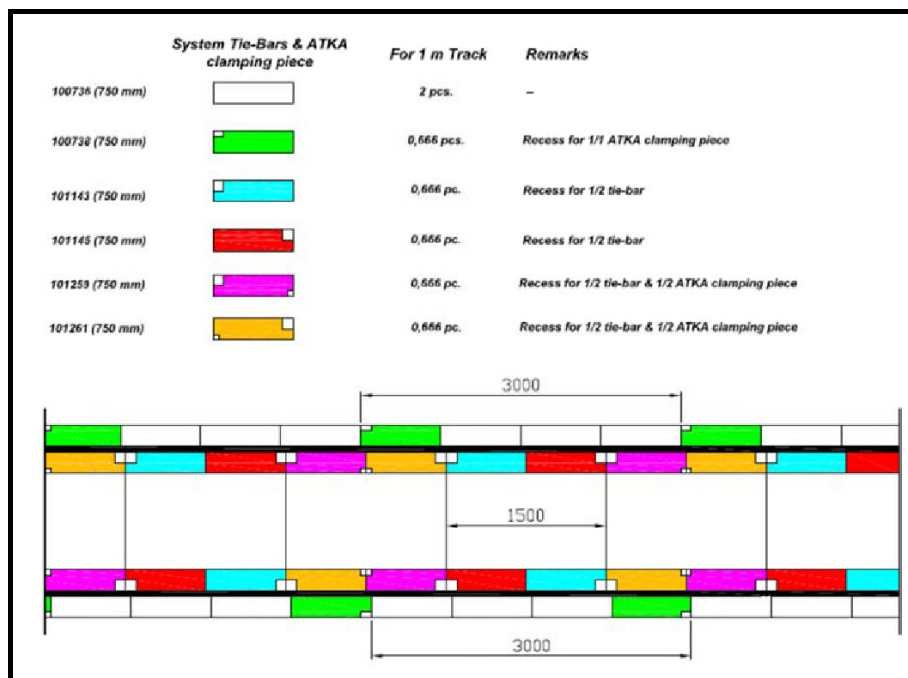 System Tie-Bars & ATKA
clamping piece
For 1 m Track
Remarks
100736 (750 mm)
2 pcs.
–
100738 (750 mm)
0,666 pcs.
Recess for 1/1 ATKA clamping piece
101143 (750 mm)
0,666 pc.
Recess for 1/2 tie-bar
101145 (750 mm)
0,666 pc.
Recess for 1/2 tie-bar
101259 (750 mm)
0,666 pc.
Recess for 1/2 tie-bar & 1/2 ATKA clamping piece
101261 (750 mm)
0,666 pc.
Recess for 1/2 tie-bar & 1/2 ATKA clamping piece
3000
1500
3000